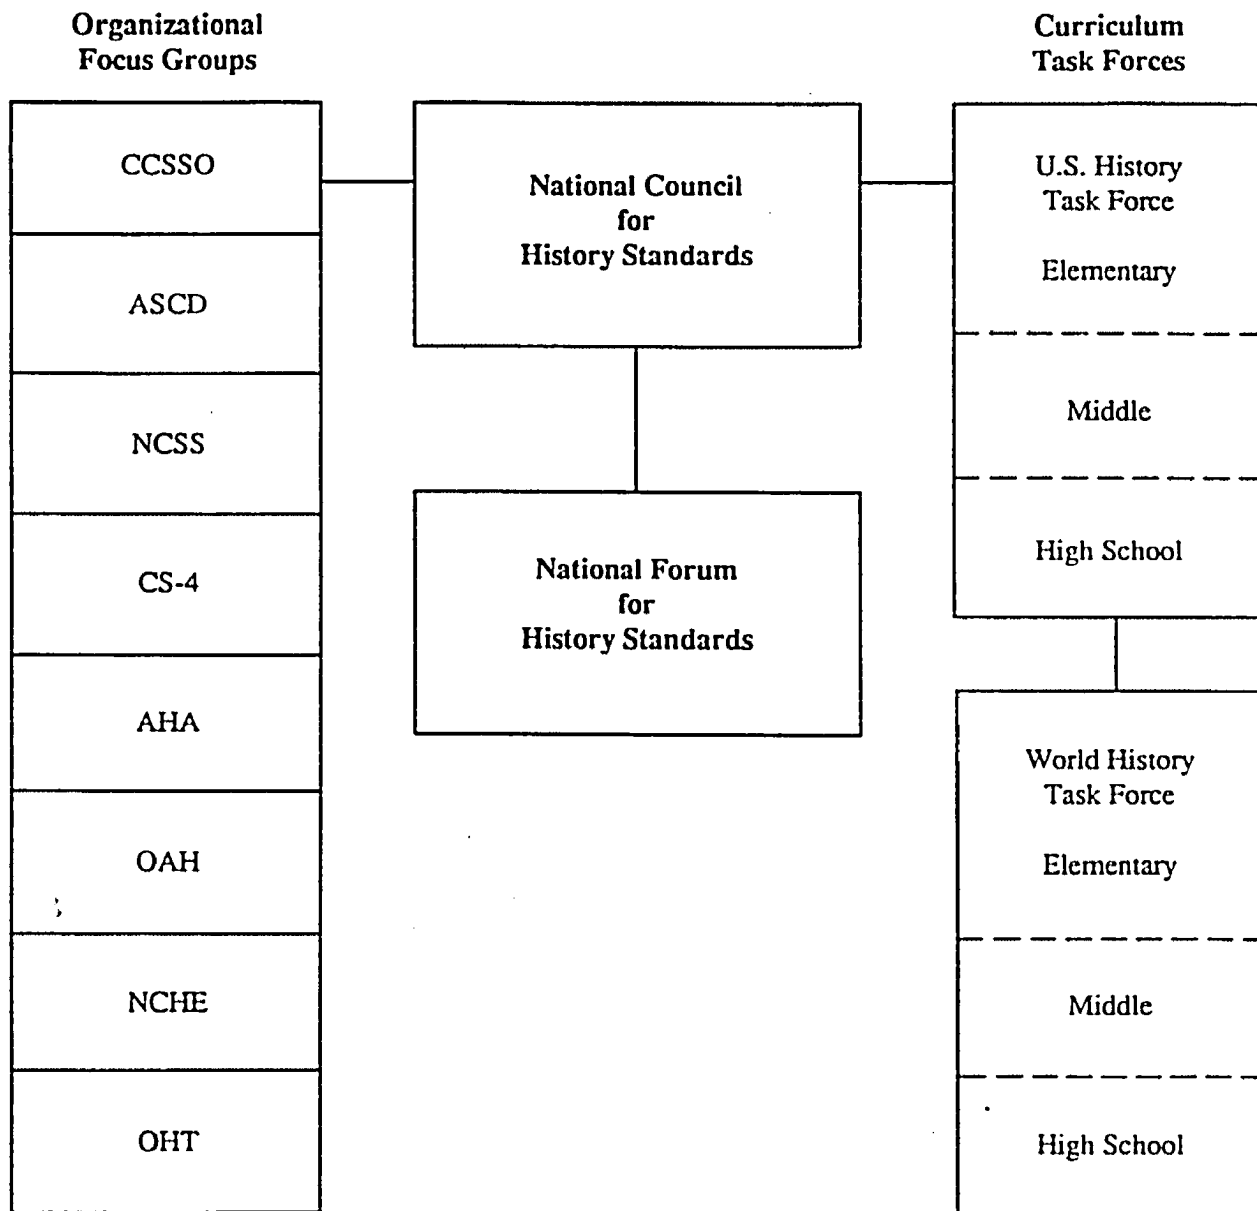 Organizational
Focus Groups
CCSSO
ASCD
NCSS
CS-4
AHA
OAH
NCHE
OHT
National Council
for
History Standards
National Forum
for
History Standards
Curriculum
Task Forces
U.S. History
Task Force
Elementary
Middle
High School
World History
Task Force
Elementary
Middle
High School